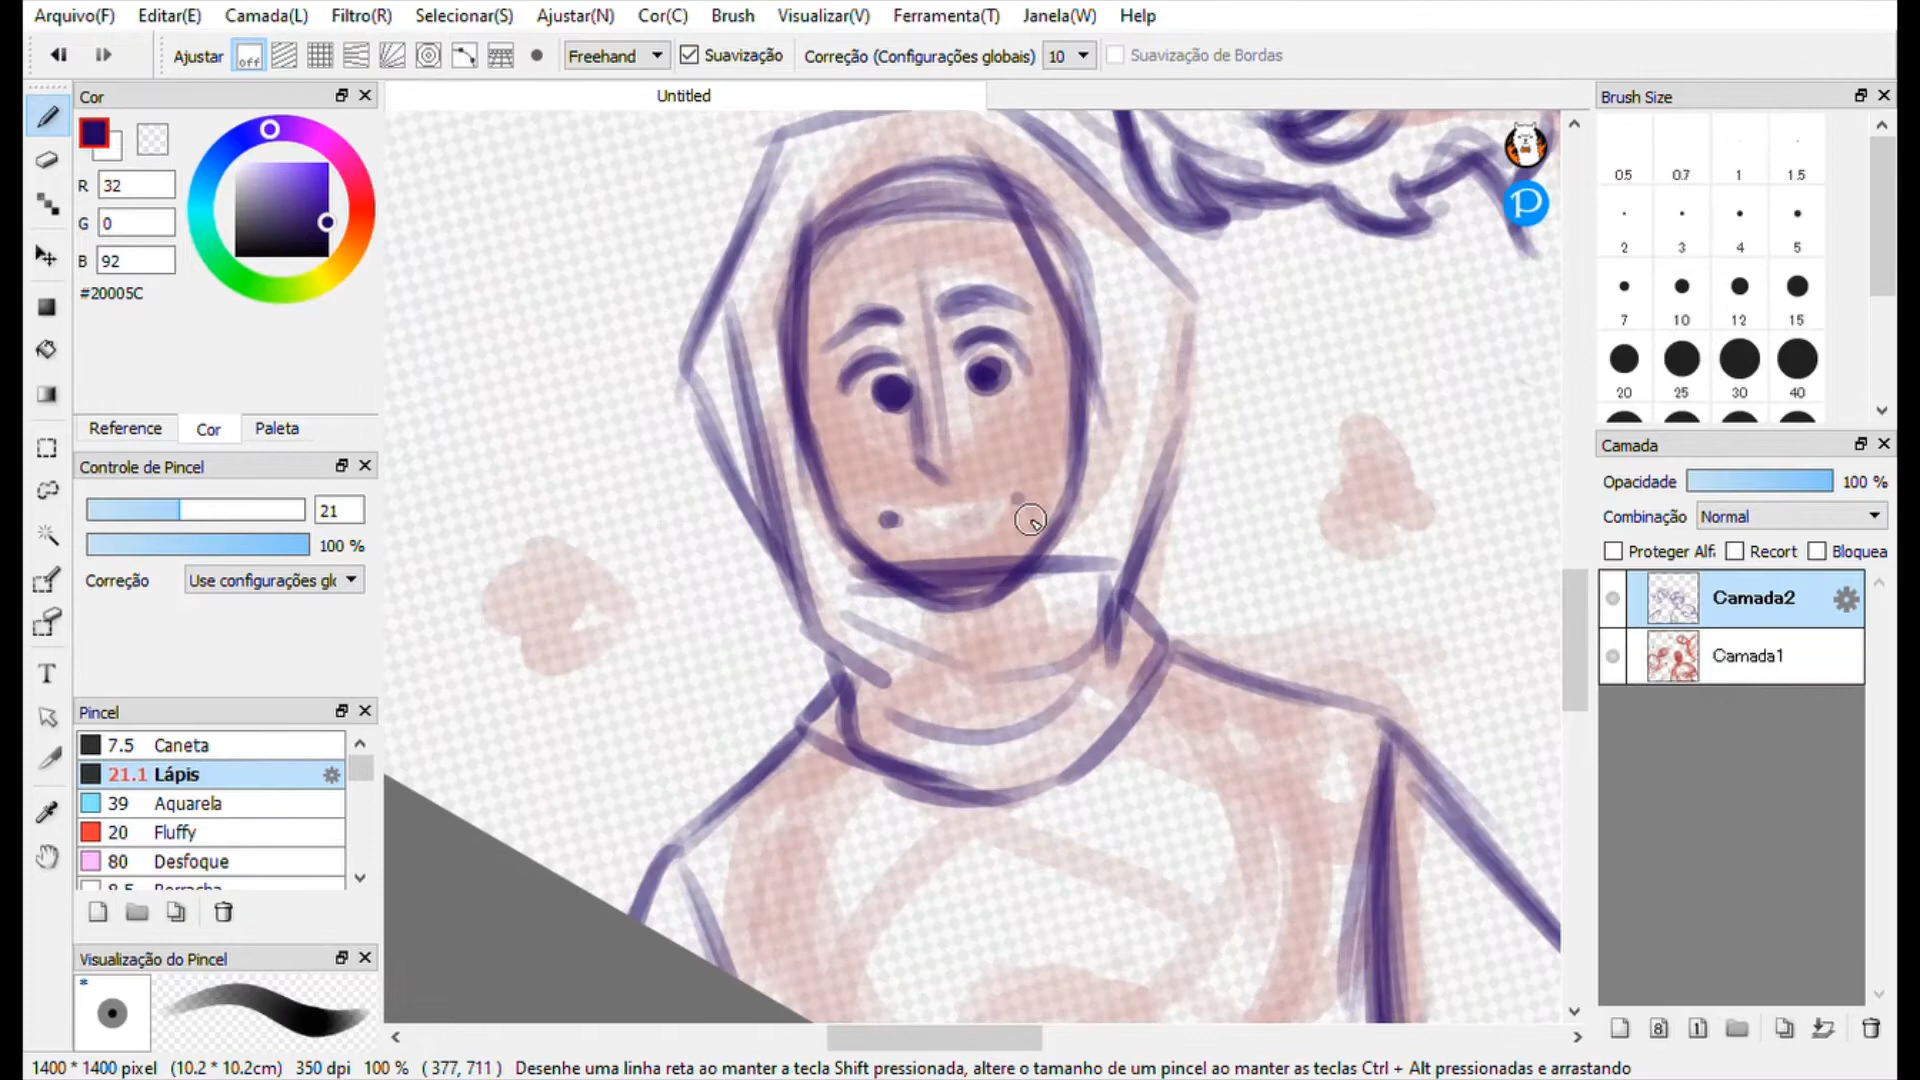 Arquivo(F) Editar(E) Camada(L) Filtro(R) Selecionar(S) Ajustar(N) Cor(C) Brush Visualizar(V) Ferramenta(T) Janela(W) Help
Ajustar off Freehand Suavização Correção (Configurações globais) 10 Suavização de Bordas
Cor
Untitled
Brush Size
R 32
G 0
B 92
#20005C
Reference Cor Paleta
Controle de Pincel
21
100 %
Correção Use configurações gl
Pincel
7.5 Caneta
21.1 Lápis
39 Aquarela
20 Fluffy
80 Desfoque
Visualização do Pincel
*
T
P
0.5 0.7 1 1.5
2 3 4 5
7 10 12 15
20 25 30 40
Camada
Opacidade 100 %
Combinação Normal
Proteger Alf Recort Bloquea
Camada2
Camada1
8 1
1400 * 1400 pixel (10.2 * 10.2cm) 350 dpi 100 % ( 377, 711 ) Desenhe uma linha reta ao manter a tecla Shift pressionada, altere o tamanho de um pincel ao manter as teclas Ctrl + Alt pressionadas e arrastando